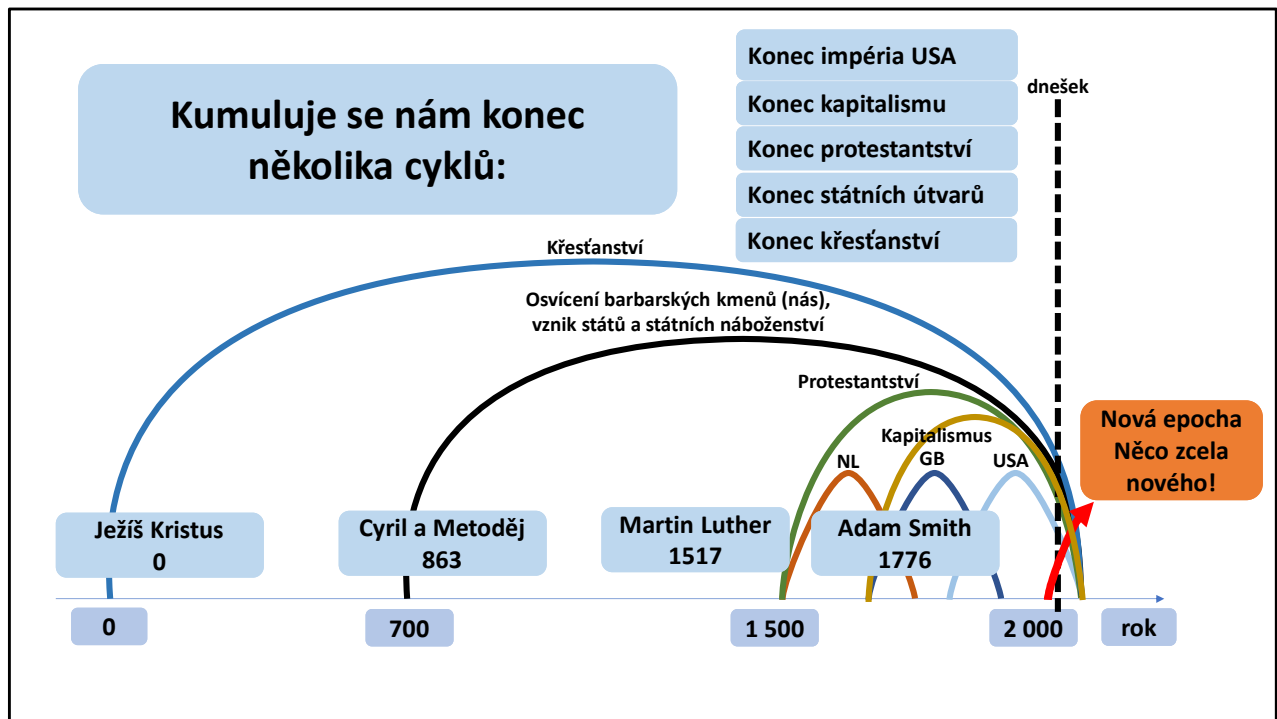 Kumuluje se nám konec
několika cyklů:
Konec impéria USA
Konec kapitalismu
Konec protestantství
Konec státních útvarů
Konec křesťanství
dnešek
Křesťanství
Osvícení barbarských kmenů (nás),
vznik států a státních náboženství
Protestantství
Kapitalismus
NL
GB
USA
Nová epocha
Něco zcela
nového!
Ježíš Kristus
0
Cyril a Metoděj
863
Martin Luther
1517
Adam Smith
1776
0
700
1 500
2 000
rok